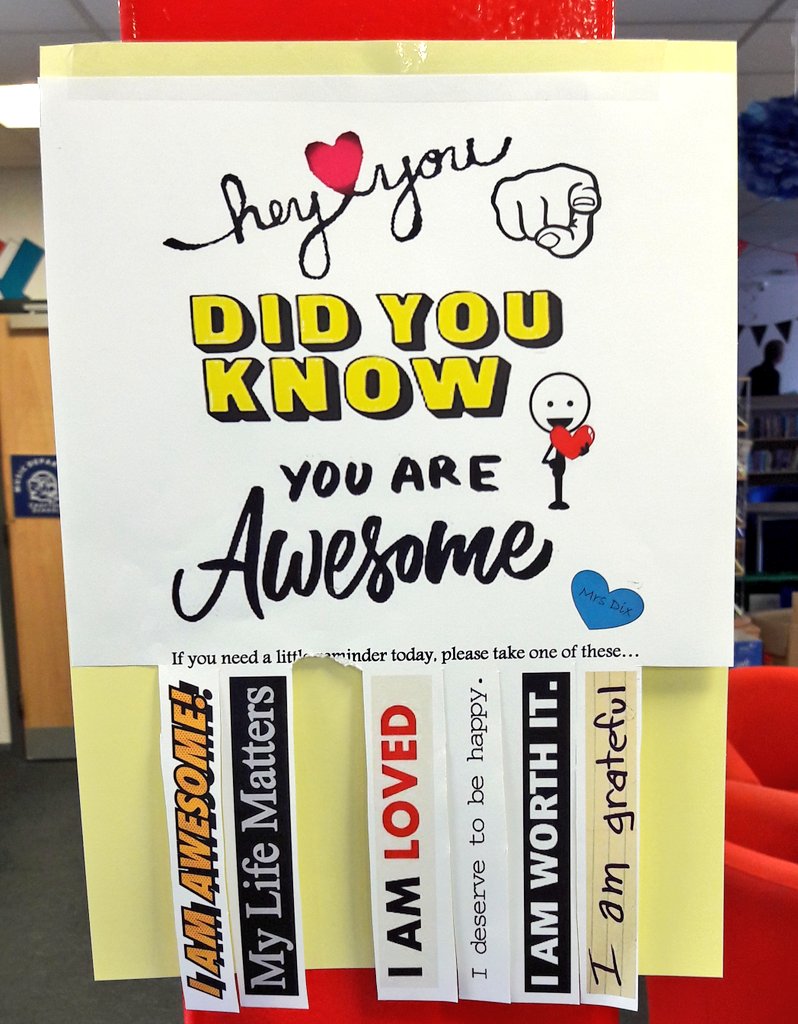 hey you
DID YOU
KNOW
YOU ARE
Awesome
Mrs Dix
If you need a little reminder today, please take one of these...
I AM AWESOME!
My Life Matters
I AM LOVED
I deserve to be happy.
I AM WORTH IT.
I am grateful